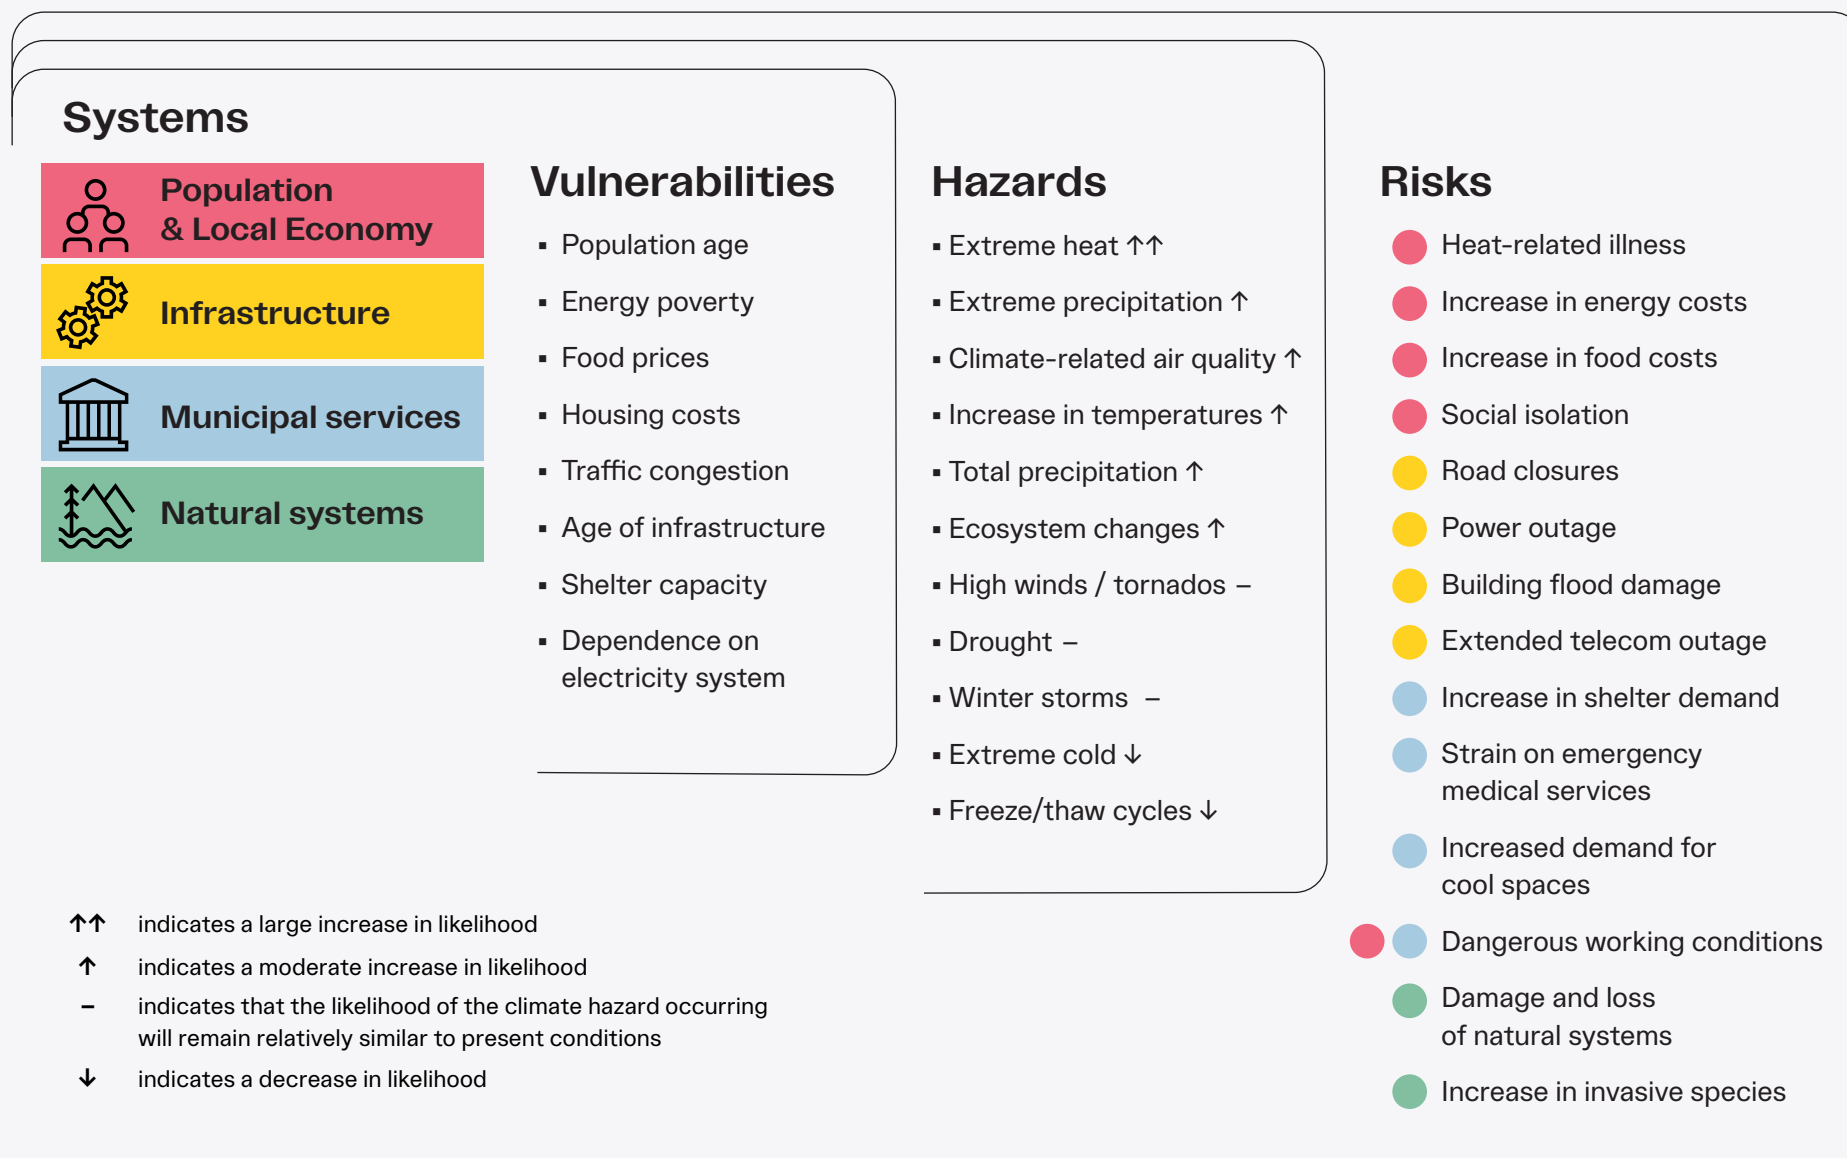 Systems
Population
& Local Economy
Infrastructure
Municipal services
Natural systems
Vulnerabilities
▪ Population age
▪ Energy poverty
▪ Food prices
▪ Housing costs
▪ Traffic congestion
▪ Age of infrastructure
▪ Shelter capacity
▪ Dependence on
electricity system
Hazards
▪ Extreme heat ↑↑
▪ Extreme precipitation ↑
▪ Climate-related air quality ↑
▪ Increase in temperatures ↑
▪ Total precipitation ↑
▪ Ecosystem changes ↑
▪ High winds / tornados –
▪ Drought –
▪ Winter storms –
▪ Extreme cold ↓
▪ Freeze/thaw cycles ↓
Risks
Heat-related illness
Increase in energy costs
Increase in food costs
Social isolation
Road closures
Power outage
Building flood damage
Extended telecom outage
Increase in shelter demand
Strain on emergency
medical services
Increased demand for
cool spaces
Dangerous working conditions
Damage and loss
of natural systems
Increase in invasive species
↑↑ indicates a large increase in likelihood
↑ indicates a moderate increase in likelihood
– indicates that the likelihood of the climate hazard occurring
will remain relatively similar to present conditions
↓ indicates a decrease in likelihood